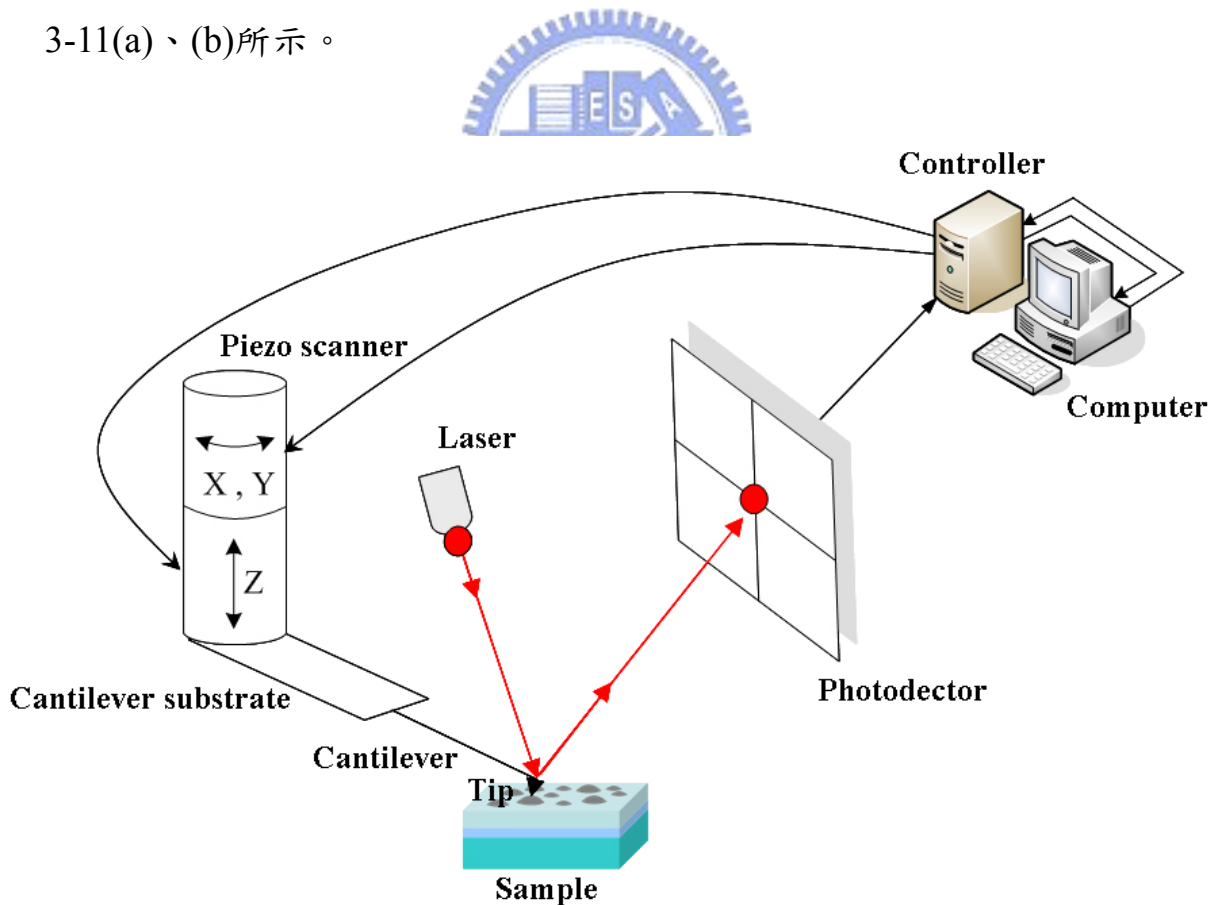 3-11(a)、(b)所示。
E S A
Controller
Piezo scanner
Computer
Laser
X , Y
Z
Photodector
Cantilever substrate
Cantilever
Tip
Sample